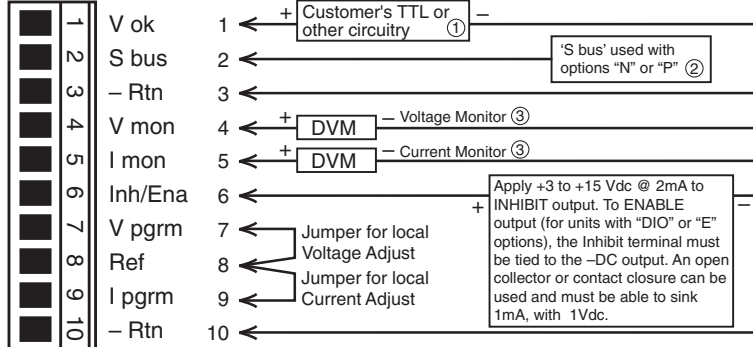 1 V ok 1 + Customer's TTL or other circuitry ① –
2 S bus 2 'S bus' used with options “N” or “P” ②
3 – Rtn 3
4 V mon 4 + DVM – Voltage Monitor ③
5 I mon 5 + DVM – Current Monitor ③
6 Inh/Ena 6 + –
Apply +3 to +15 Vdc @ 2mA to
INHIBIT output. To ENABLE
output (for units with “DIO” or “E”
options), the Inhibit terminal must
be tied to the –DC output. An open
collector or contact closure can be
used and must be able to sink
1mA, with 1Vdc.
7 V pgrm 7
Jumper for local
Voltage Adjust
8 Ref 8
Jumper for local
Current Adjust
9 I pgrm 9
10 – Rtn 10